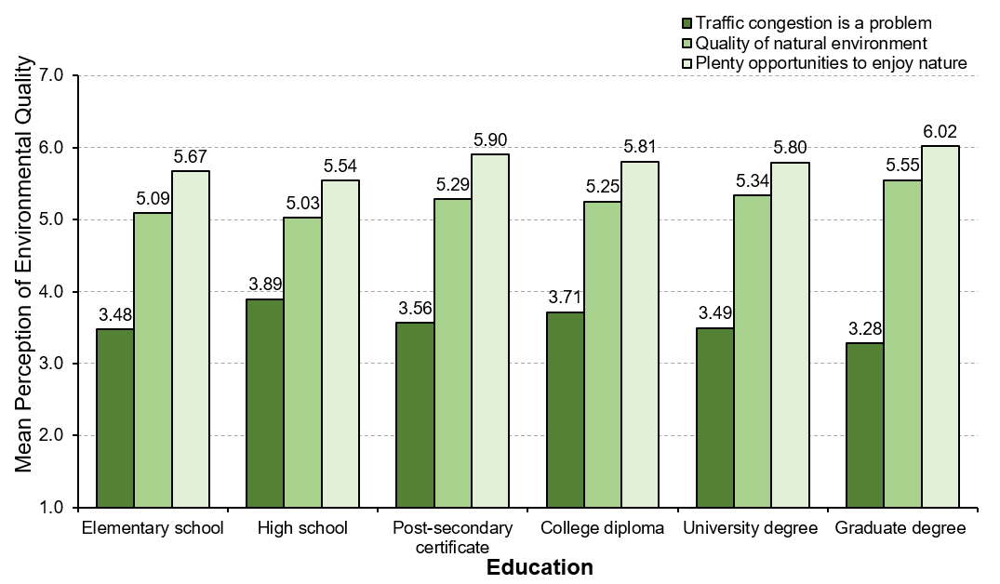 Traffic congestion is a problem
Quality of natural environment
Plenty opportunities to enjoy nature
Mean Perception of Environmental Quality
7.0
6.0
5.0
4.0
3.0
2.0
1.0
3.48
5.09
5.67
3.89
5.03
5.54
3.56
5.29
5.90
3.71
5.25
5.81
3.49
5.34
5.80
3.28
5.55
6.02
Elementary school
High school
Post-secondary
certificate
College diploma
University degree
Graduate degree
Education